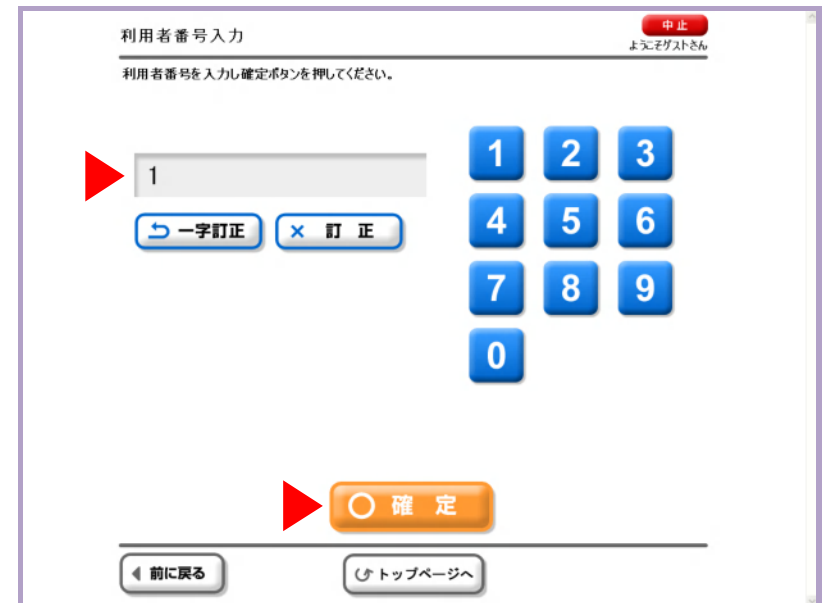 利用者番号入力
中止
ようこそゲストさん
利用者番号を入力し確定ボタンを押してください。
1
一字訂正
× 訂 正
1 2 3
4 5 6
7 8 9
0
確 定
前に戻る
トップページへ